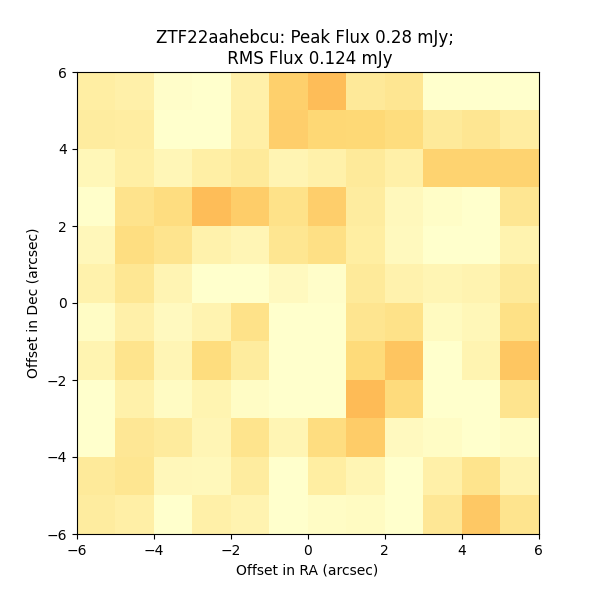 ZTF22aahebcu: Peak Flux 0.28 mJy;
RMS Flux 0.124 mJy
6
4
2
0
−2
−4
−6
Offset in Dec (arcsec)
−6 −4 −2 0 2 4 6
Offset in RA (arcsec)